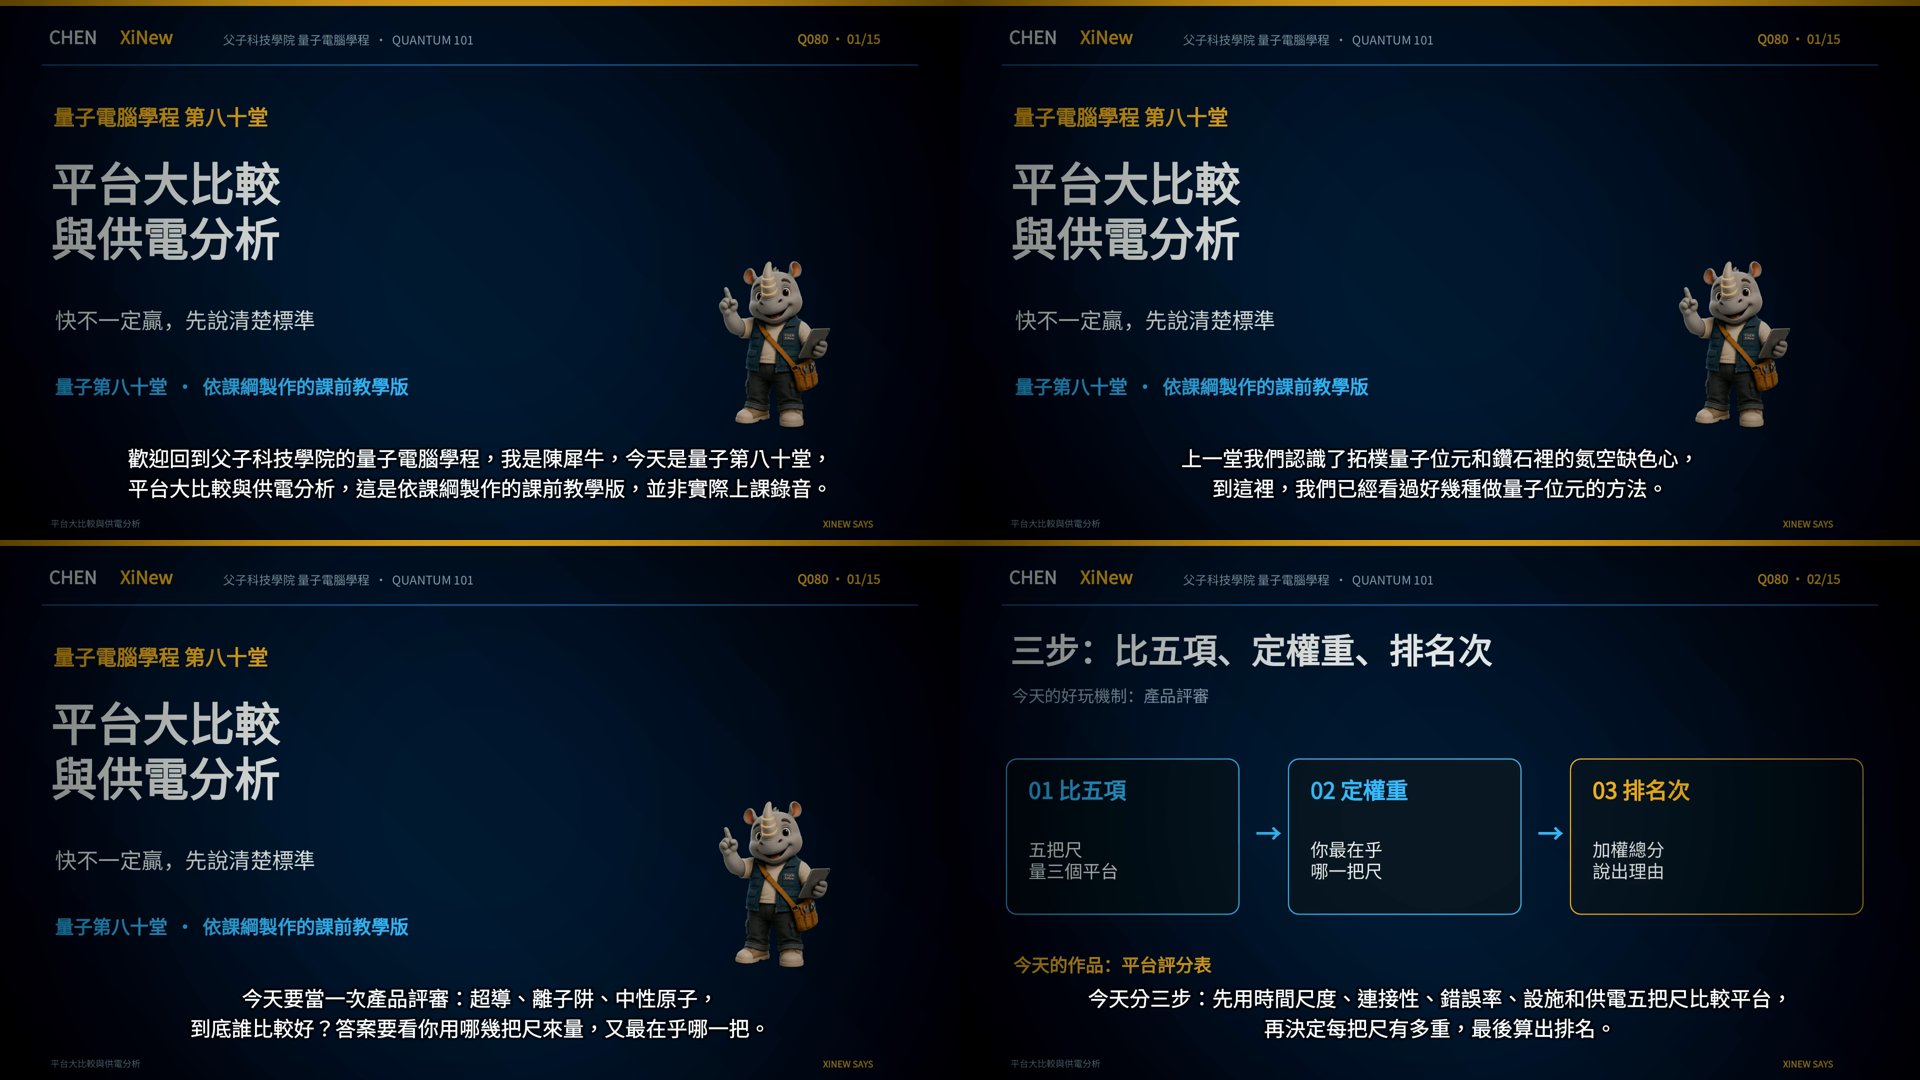 CHEN XiNew 父子科技學院 量子電腦學程 · QUANTUM 101 Q080 · 01/15
量子電腦學程 第八十堂
平台大比較
與供電分析
快不一定贏，先說清楚標準
量子第八十堂 · 依課綱製作的課前教學版
歡迎回到父子科技學院的量子電腦學程，我是陳犀牛，今天是量子第八十堂，
平台大比較與供電分析，這是依課綱製作的課前教學版，並非實際上課錄音。
平台大比較與供電分析 XINEW SAYS
CHEN XiNew 父子科技學院 量子電腦學程 · QUANTUM 101 Q080 · 01/15
量子電腦學程 第八十堂
平台大比較
與供電分析
快不一定贏，先說清楚標準
量子第八十堂 · 依課綱製作的課前教學版
上一堂我們認識了拓樸量子位元和鑽石裡的氮空缺色心，
到這裡，我們已經看過好幾種做量子位元的方法。
平台大比較與供電分析 XINEW SAYS
CHEN XiNew 父子科技學院 量子電腦學程 · QUANTUM 101 Q080 · 01/15
量子電腦學程 第八十堂
平台大比較
與供電分析
快不一定贏，先說清楚標準
量子第八十堂 · 依課綱製作的課前教學版
今天要當一次產品評審：超導、離子阱、中性原子，
到底誰比較好？答案要看你用哪幾把尺來量，又最在乎哪一把。
平台大比較與供電分析 XINEW SAYS
CHEN XiNew 父子科技學院 量子電腦學程 · QUANTUM 101 Q080 · 02/15
三步：比五項、定權重、排名次
今天的好玩機制：產品評審
01 比五項
五把尺
量三個平台
→
02 定權重
你最在乎
哪一把尺
→
03 排名次
加權總分
說出理由
今天的作品：平台評分表
今天分三步：先用時間尺度、連接性、錯誤率、設施和供電五把尺比較平台，
再決定每把尺有多重，最後算出排名。
平台大比較與供電分析 XINEW SAYS